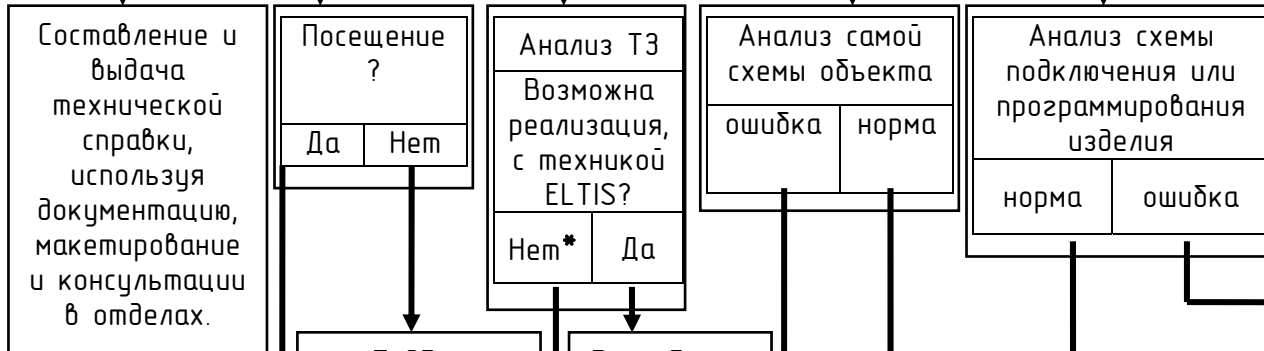 Составление и
выдача
технической
справки,
используя
документацию,
макетирование
и консультации
в отделах.
Посещение
?
Да
Нет
Анализ ТЗ
Возможна
реализация,
с техникой
ELTIS?
Нет*
Да
Анализ самой
схемы объекта
ошибка
норма
Анализ схемы
подключения или
программирования
изделия
норма
ошибка